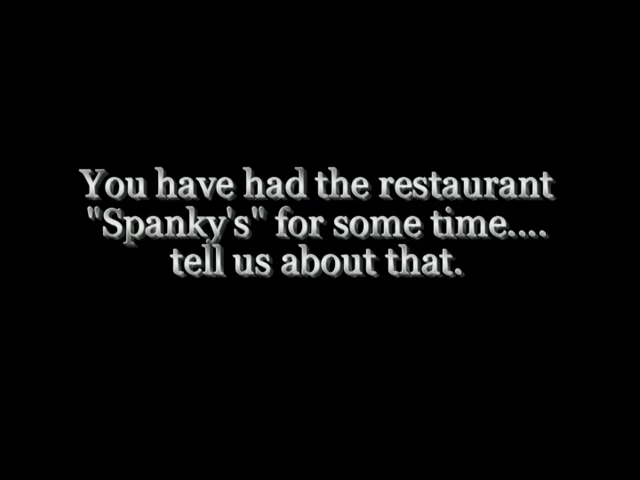 You have had the restaurant
"Spanky's" for some time....
tell us about that.